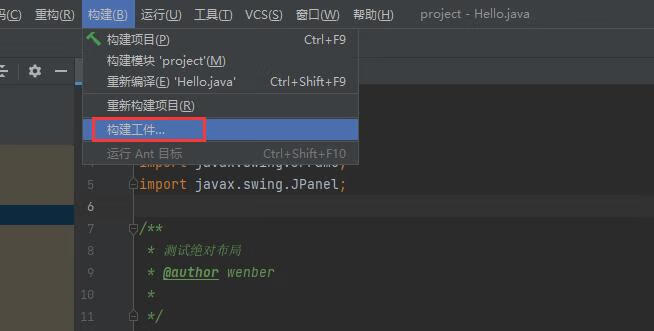 码(C) 重构(R) 构建(B) 运行(U) 工具(T) VCS(S) 窗口(W) 帮助(H) project - Hello.java
构建项目(P) Ctrl+F9
构建模块 'project'(M)
重新编译(E) 'Hello.java' Ctrl+Shift+F9
重新构建项目(R)
构建工件...
运行 Ant 目标 Ctrl+Shift+F10
4 import javax.swing.JFrame;
5 import javax.swing.JPanel;
6
7 /**
8 * 测试绝对布局
9 * @author wenber
10 *
11 */